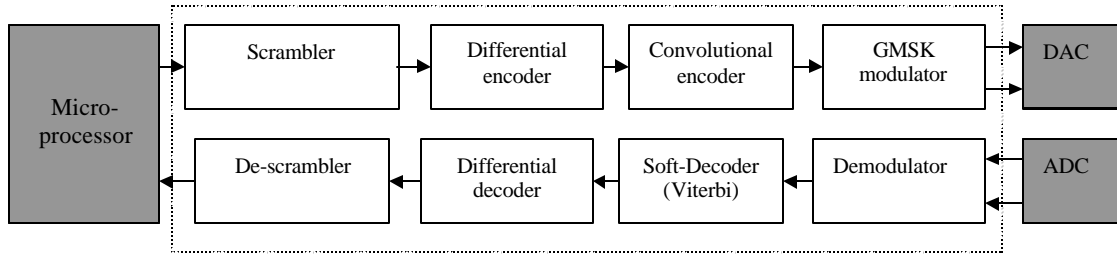 Micro-
processor
Scrambler
Differential
encoder
Convolutional
encoder
GMSK
modulator
DAC
De-scrambler
Differential
decoder
Soft-Decoder
(Viterbi)
Demodulator
ADC